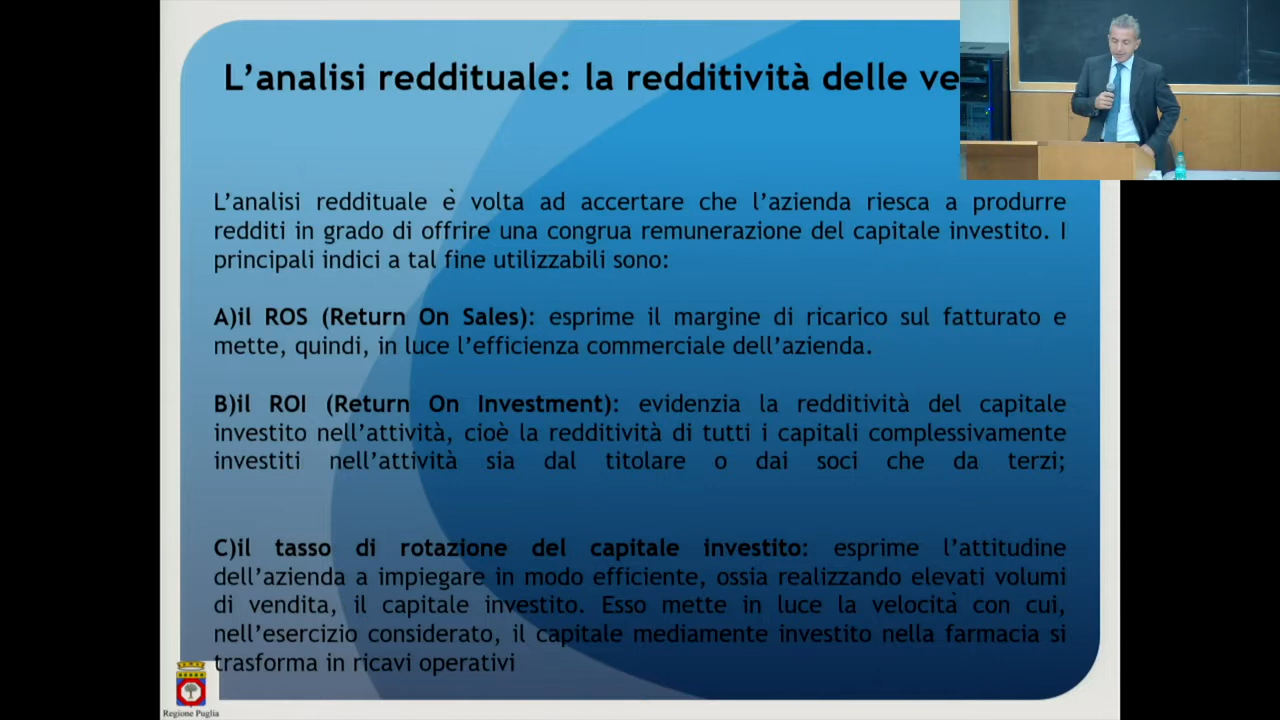 L’analisi reddituale: la redditività delle ve
L’analisi reddituale è volta ad accertare che l’azienda riesca a produrre
redditi in grado di offrire una congrua remunerazione del capitale investito. I
principali indici a tal fine utilizzabili sono:
A)il ROS (Return On Sales): esprime il margine di ricarico sul fatturato e
mette, quindi, in luce l’efficienza commerciale dell’azienda.
B)il ROI (Return On Investment): evidenzia la redditività del capitale
investito nell’attività, cioè la redditività di tutti i capitali complessivamente
investiti nell’attività sia dal titolare o dai soci che da terzi;
C)il tasso di rotazione del capitale investito: esprime l’attitudine
dell’azienda a impiegare in modo efficiente, ossia realizzando elevati volumi
di vendita, il capitale investito. Esso mette in luce la velocità con cui,
nell’esercizio considerato, il capitale mediamente investito nella farmacia si
trasforma in ricavi operativi
Regione Puglia